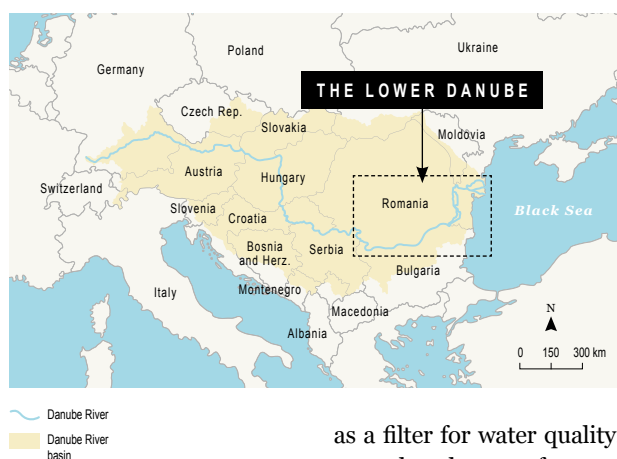 Poland
Ukraine
Germany
THE LOWER DANUBE
Czech Rep.
Slovakia
Moldovia
Austria
Hungary
Switzerland
Romania
Slovenia
Croatia
Black Sea
Bosnia
and Herz.
Serbia
Bulgaria
Italy
Montenegro
Macedonia
Albania
N
0 150 300 km
Danube River
Danube River
basin
as a filter for water quality